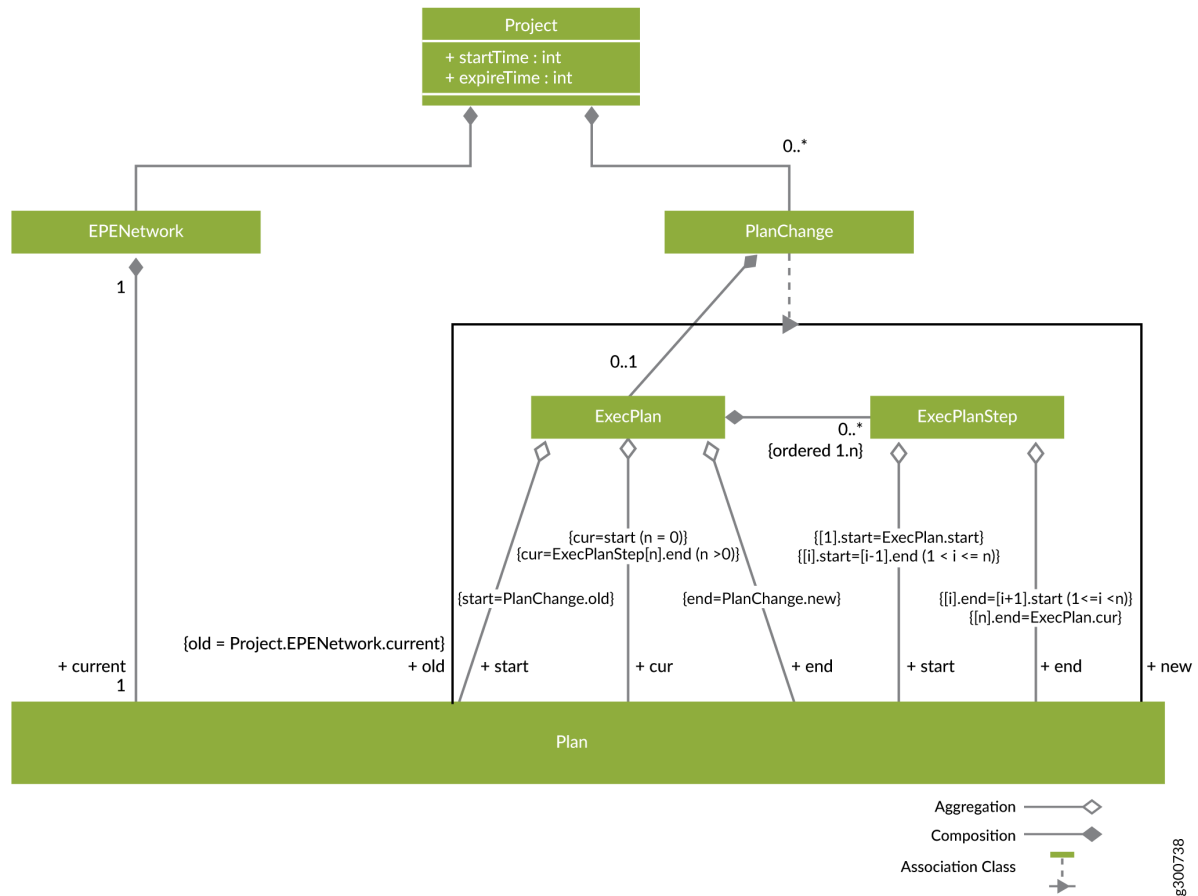 Project
+ startTime : int
+ expireTime : int
0..*
EPENetwork
PlanChange
1
0..1
ExecPlan
ExecPlanStep
0..*
{ordered 1.n}
{cur=start (n = 0)}
{cur=ExecPlanStep[n].end (n >0)}
{[1].start=ExecPlan.start}
{[i].start=[i-1].end (1 < i <= n)}
{start=PlanChange.old}
{end=PlanChange.new}
{[i].end=[i+1].start (1<=i <n)}
{[n].end=ExecPlan.cur}
{old = Project.EPENetwork.current}
+ current
+ old
+ start
+ cur
+ end
+ start
+ end
+ new
1
Plan
Aggregation
Composition
Association Class
g300738